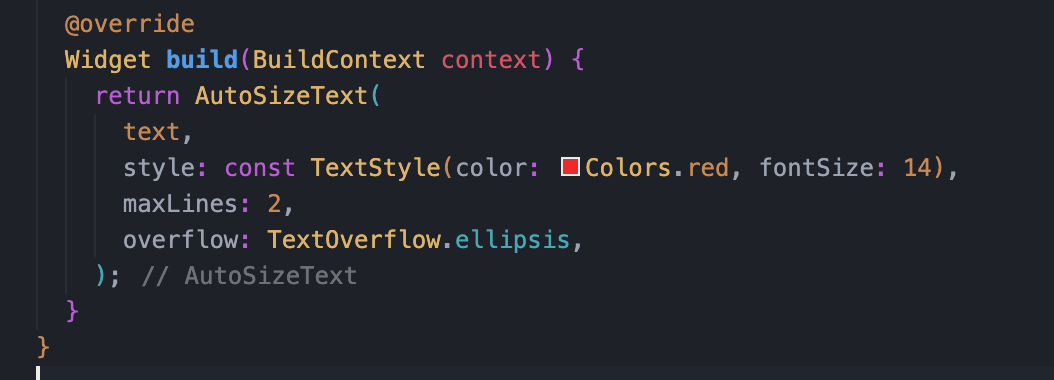 @override
Widget build(BuildContext context) {
return AutoSizeText(
text,
style: const TextStyle(color: Colors.red, fontSize: 14),
maxLines: 2,
overflow: TextOverflow.ellipsis,
); // AutoSizeText
}
}